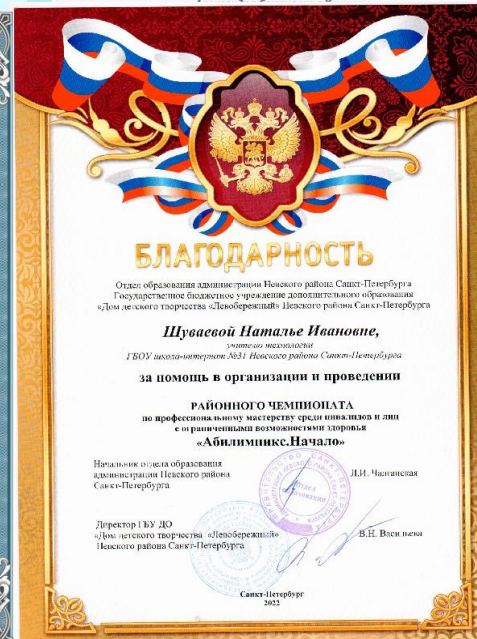 БЛАГОДАРНОСТЬ
Отдел образования администрации Невского района Санкт-Петербурга
Государственное бюджетное учреждение дополнительного образования
«Дом детского творчества «Левобережный» Невского района Санкт-Петербурга
Шуваевой Наталье Ивановне,
учителю технологии
ГБОУ школа-интернат №31 Невского района Санкт-Петербурга
за помощь в организации и проведении
РАЙОННОГО ЧЕМПИОНАТА
по профессиональному мастерству среди инвалидов и лиц
с ограниченными возможностями здоровья
«Абилимпикс.Начало»
Начальник отдела образования
администрации Невского района
Санкт-Петербурга
Л.И. Чалганская
Отдел
образования
Директор ГБУ ДО
«Дом детского творчества «Левобережный»
Невского района Санкт-Петербурга
В.Н. Васильева
Санкт-Петербург
2022